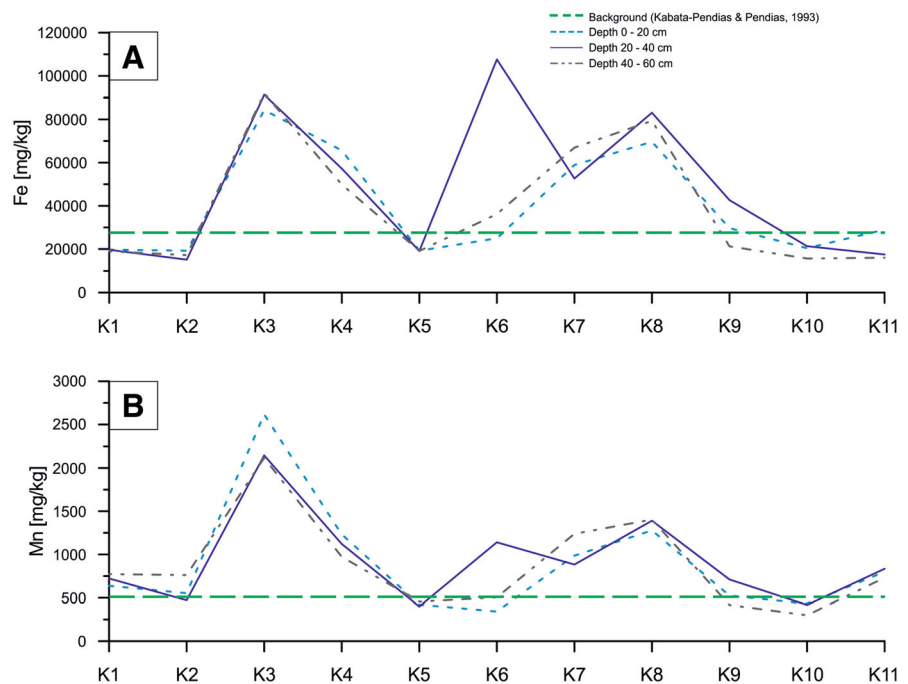 Background (Kabata-Pendias & Pendias, 1993)
Depth 0 - 20 cm
Depth 20 - 40 cm
Depth 40 - 60 cm
A
Fe [mg/kg]
120000
100000
80000
60000
40000
20000
0
K1 K2 K3 K4 K5 K6 K7 K8 K9 K10 K11
B
Mn [mg/kg]
3000
2500
2000
1500
1000
500
0
K1 K2 K3 K4 K5 K6 K7 K8 K9 K10 K11